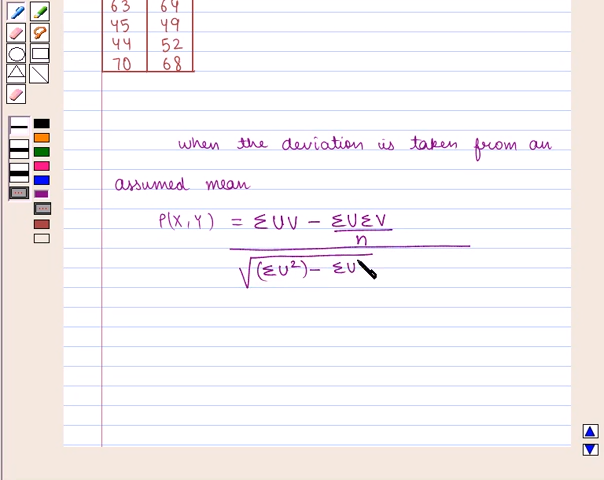 63 64
45 49
44 52
70 68
when the deviation is taken from an
assumed mean
P(X,Y) = ΣUV - ΣUΣV
n
√(ΣU²) - ΣU